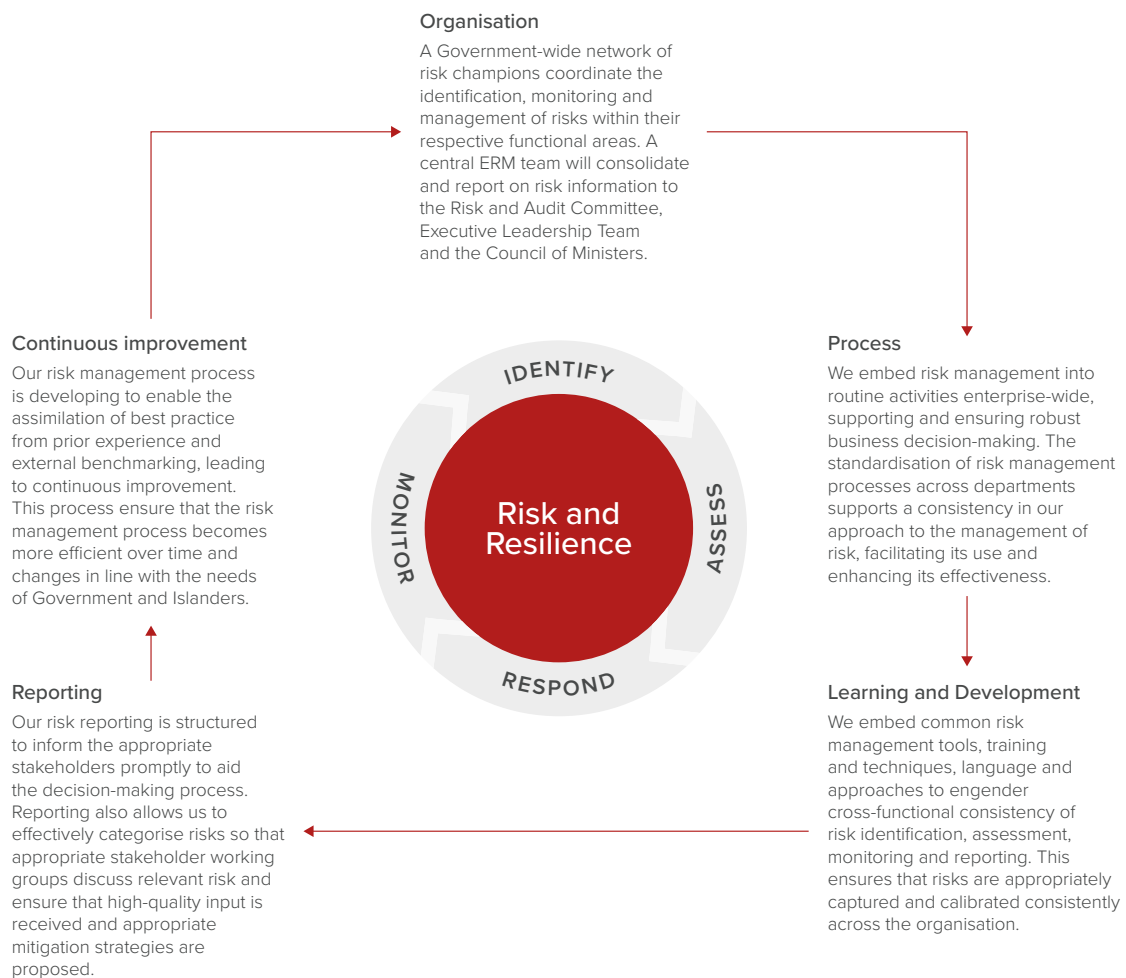 Organisation
A Government-wide network of
risk champions coordinate the
identification, monitoring and
management of risks within their
respective functional areas. A
central ERM team will consolidate
and report on risk information to
the Risk and Audit Committee,
Executive Leadership Team
and the Council of Ministers.
Continuous improvement
Our risk management process
is developing to enable the
assimilation of best practice
from prior experience and
external benchmarking, leading
to continuous improvement.
This process ensure that the risk
management process becomes
more efficient over time and
changes in line with the needs
of Government and Islanders.
IDENTIFY
ASSESS
RESPOND
MONITOR
Risk and
Resilience
Process
We embed risk management into
routine activities enterprise-wide,
supporting and ensuring robust
business decision-making. The
standardisation of risk management
processes across departments
supports a consistency in our
approach to the management of
risk, facilitating its use and
enhancing its effectiveness.
Reporting
Our risk reporting is structured
to inform the appropriate
stakeholders promptly to aid
the decision-making process.
Reporting also allows us to
effectively categorise risks so that
appropriate stakeholder working
groups discuss relevant risk and
ensure that high-quality input is
received and appropriate
mitigation strategies are
proposed.
Learning and Development
We embed common risk
management tools, training
and techniques, language and
approaches to engender
cross-functional consistency of
risk identification, assessment,
monitoring and reporting. This
ensures that risks are appropriately
captured and calibrated consistently
across the organisation.